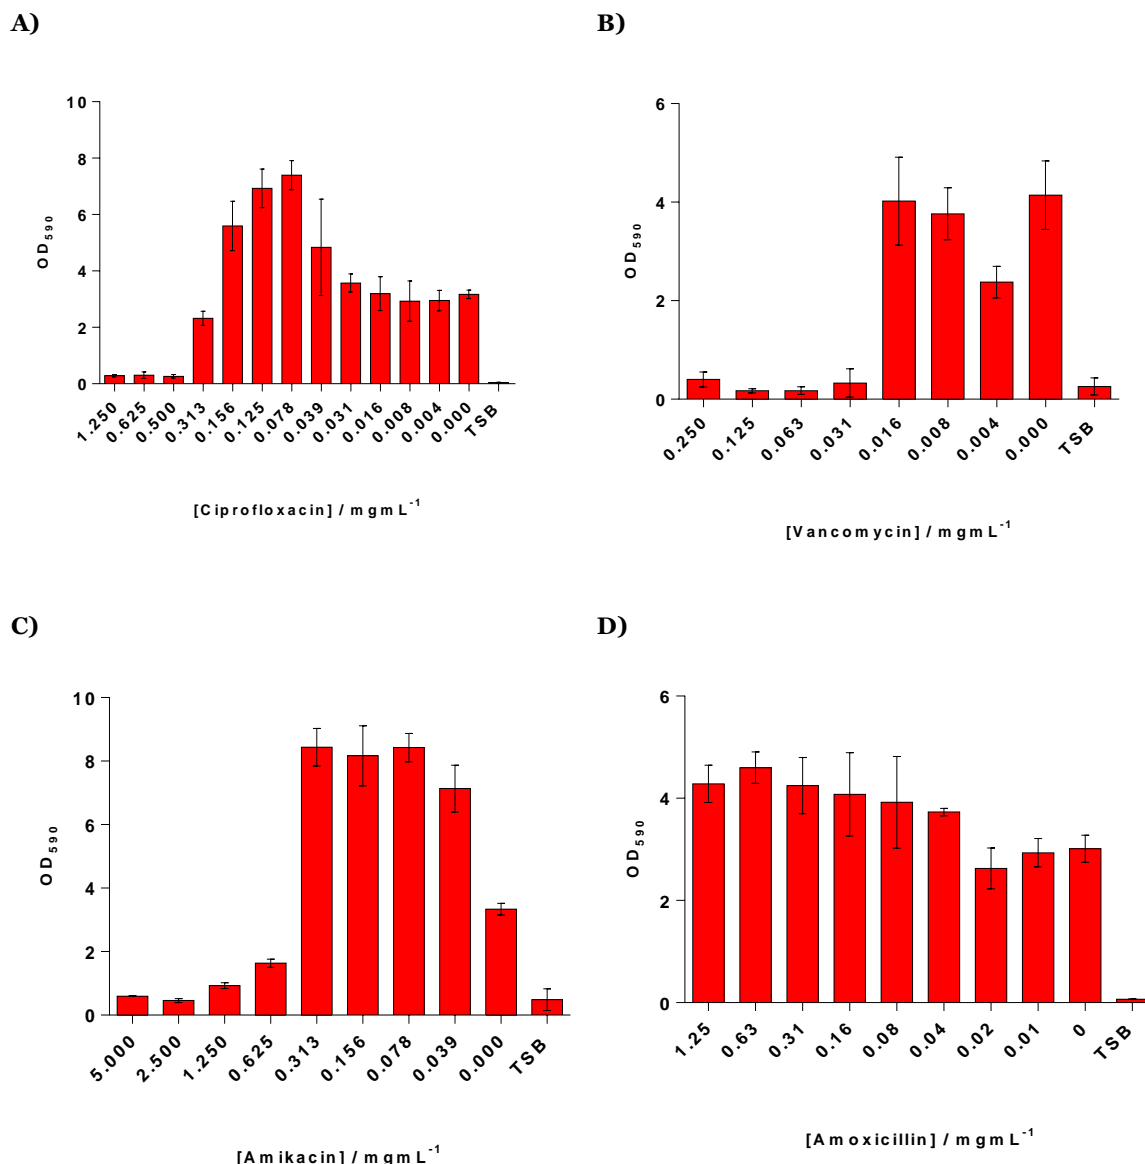 A)
10
8
6
4
2
0
OD590
1.250 0.625 0.500 0.313 0.156 0.125 0.078 0.039 0.031 0.016 0.008 0.004 0.000 TSB
[Ciprofloxacin] / mgmL-1
B)
6
4
2
0
OD590
0.250 0.125 0.063 0.031 0.016 0.008 0.004 0.000 TSB
[Vancomycin] / mgmL-1
C)
10
8
6
4
2
0
OD590
5.000 2.500 1.250 0.625 0.313 0.156 0.078 0.039 0.000 TSB
[Amikacin] / mgmL-1
D)
6
4
2
0
OD590
1.25 0.63 0.31 0.16 0.08 0.04 0.02 0.01 0 TSB
[Amoxicillin] / mgmL-1